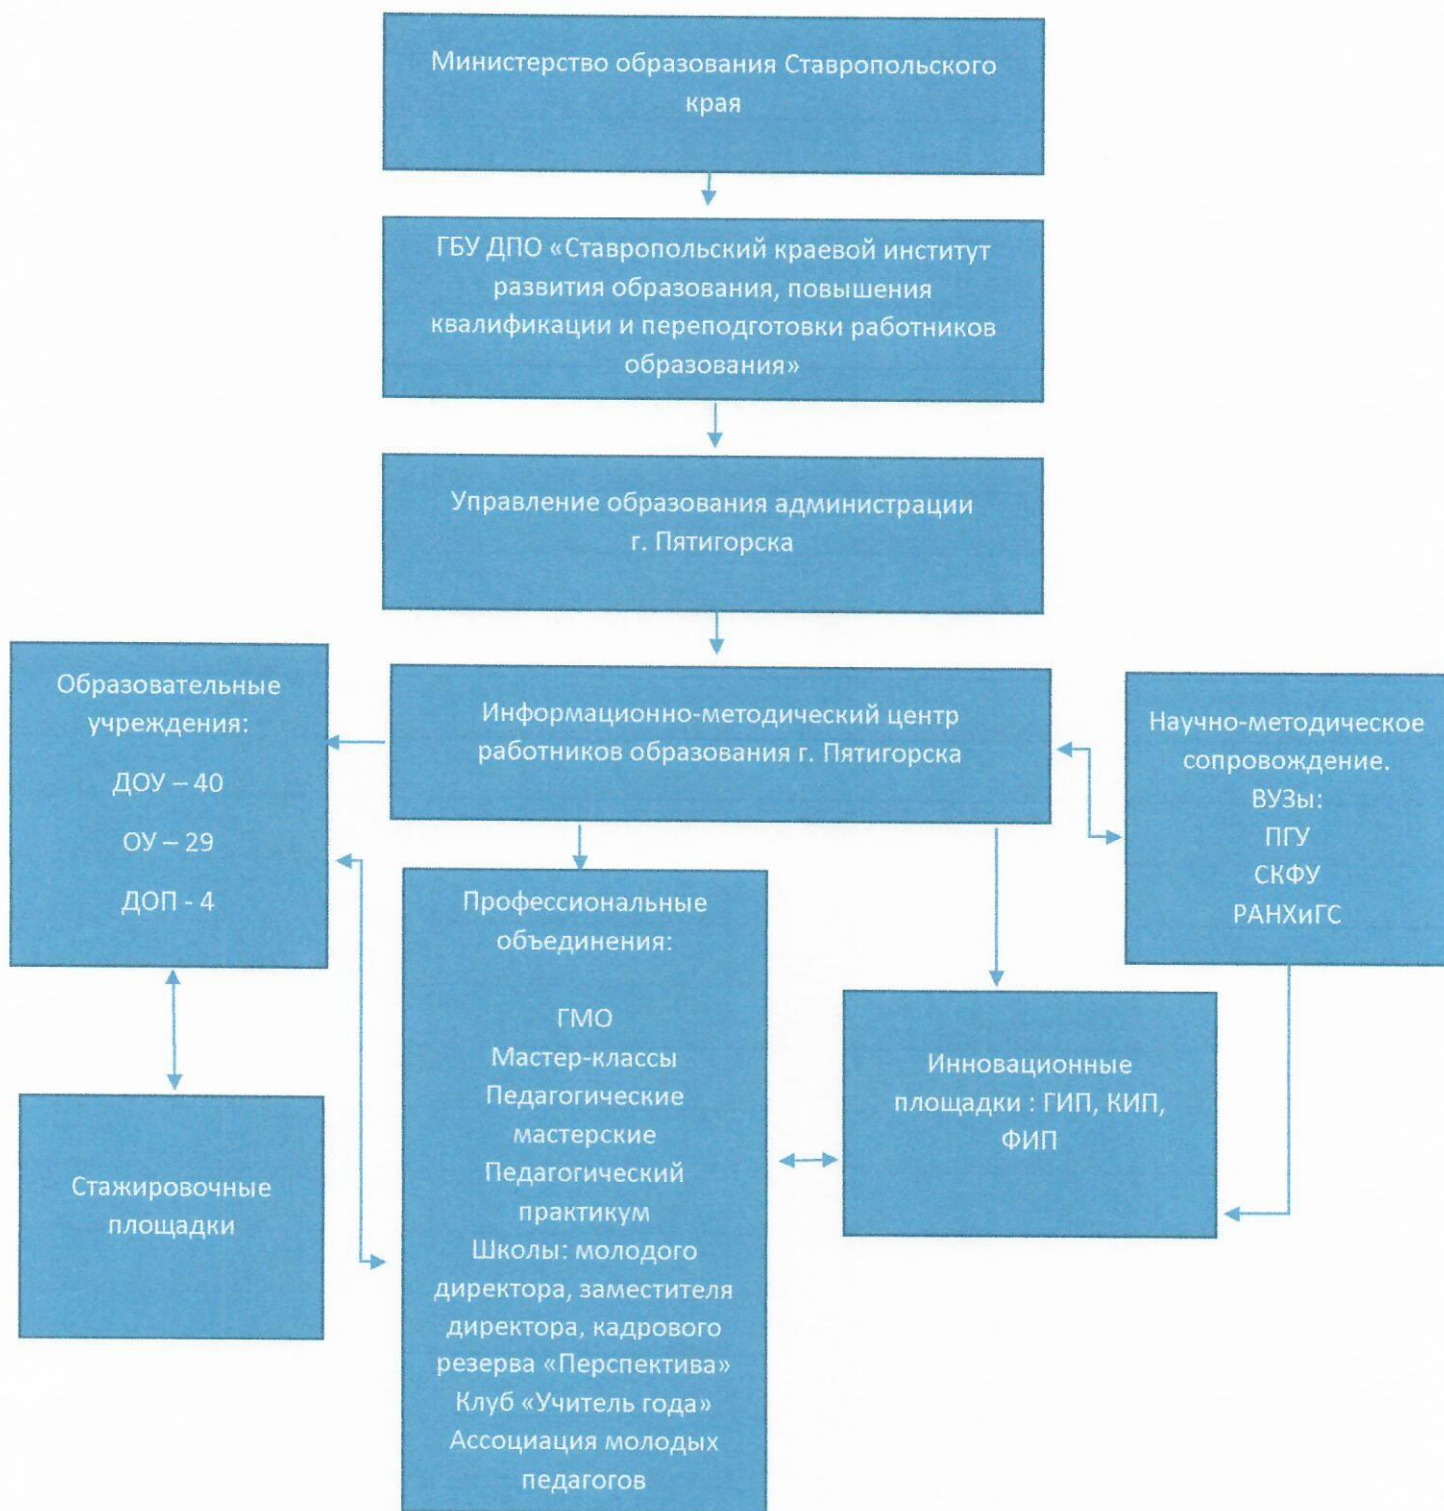 Министерство образования Ставропольского
края
ГБУ ДПО «Ставропольский краевой институт
развития образования, повышения
квалификации и переподготовки работников
образования»
Управление образования администрации
г. Пятигорска
Образовательные
учреждения:
ДОУ – 40
ОУ – 29
ДОП - 4
Информационно-методический центр
работников образования г. Пятигорска
Научно-методическое
сопровождение.
ВУЗы:
ПГУ
СКФУ
РАНХиГС
Профессиональные
объединения:
ГМО
Мастер-классы
Педагогические
мастерские
Педагогический
практикум
Школы: молодого
директора, заместителя
директора, кадрового
резерва «Перспектива»
Клуб «Учитель года»
Ассоциация молодых
педагогов
Инновационные
площадки : ГИП, КИП,
ФИП
Стажировочные
площадки